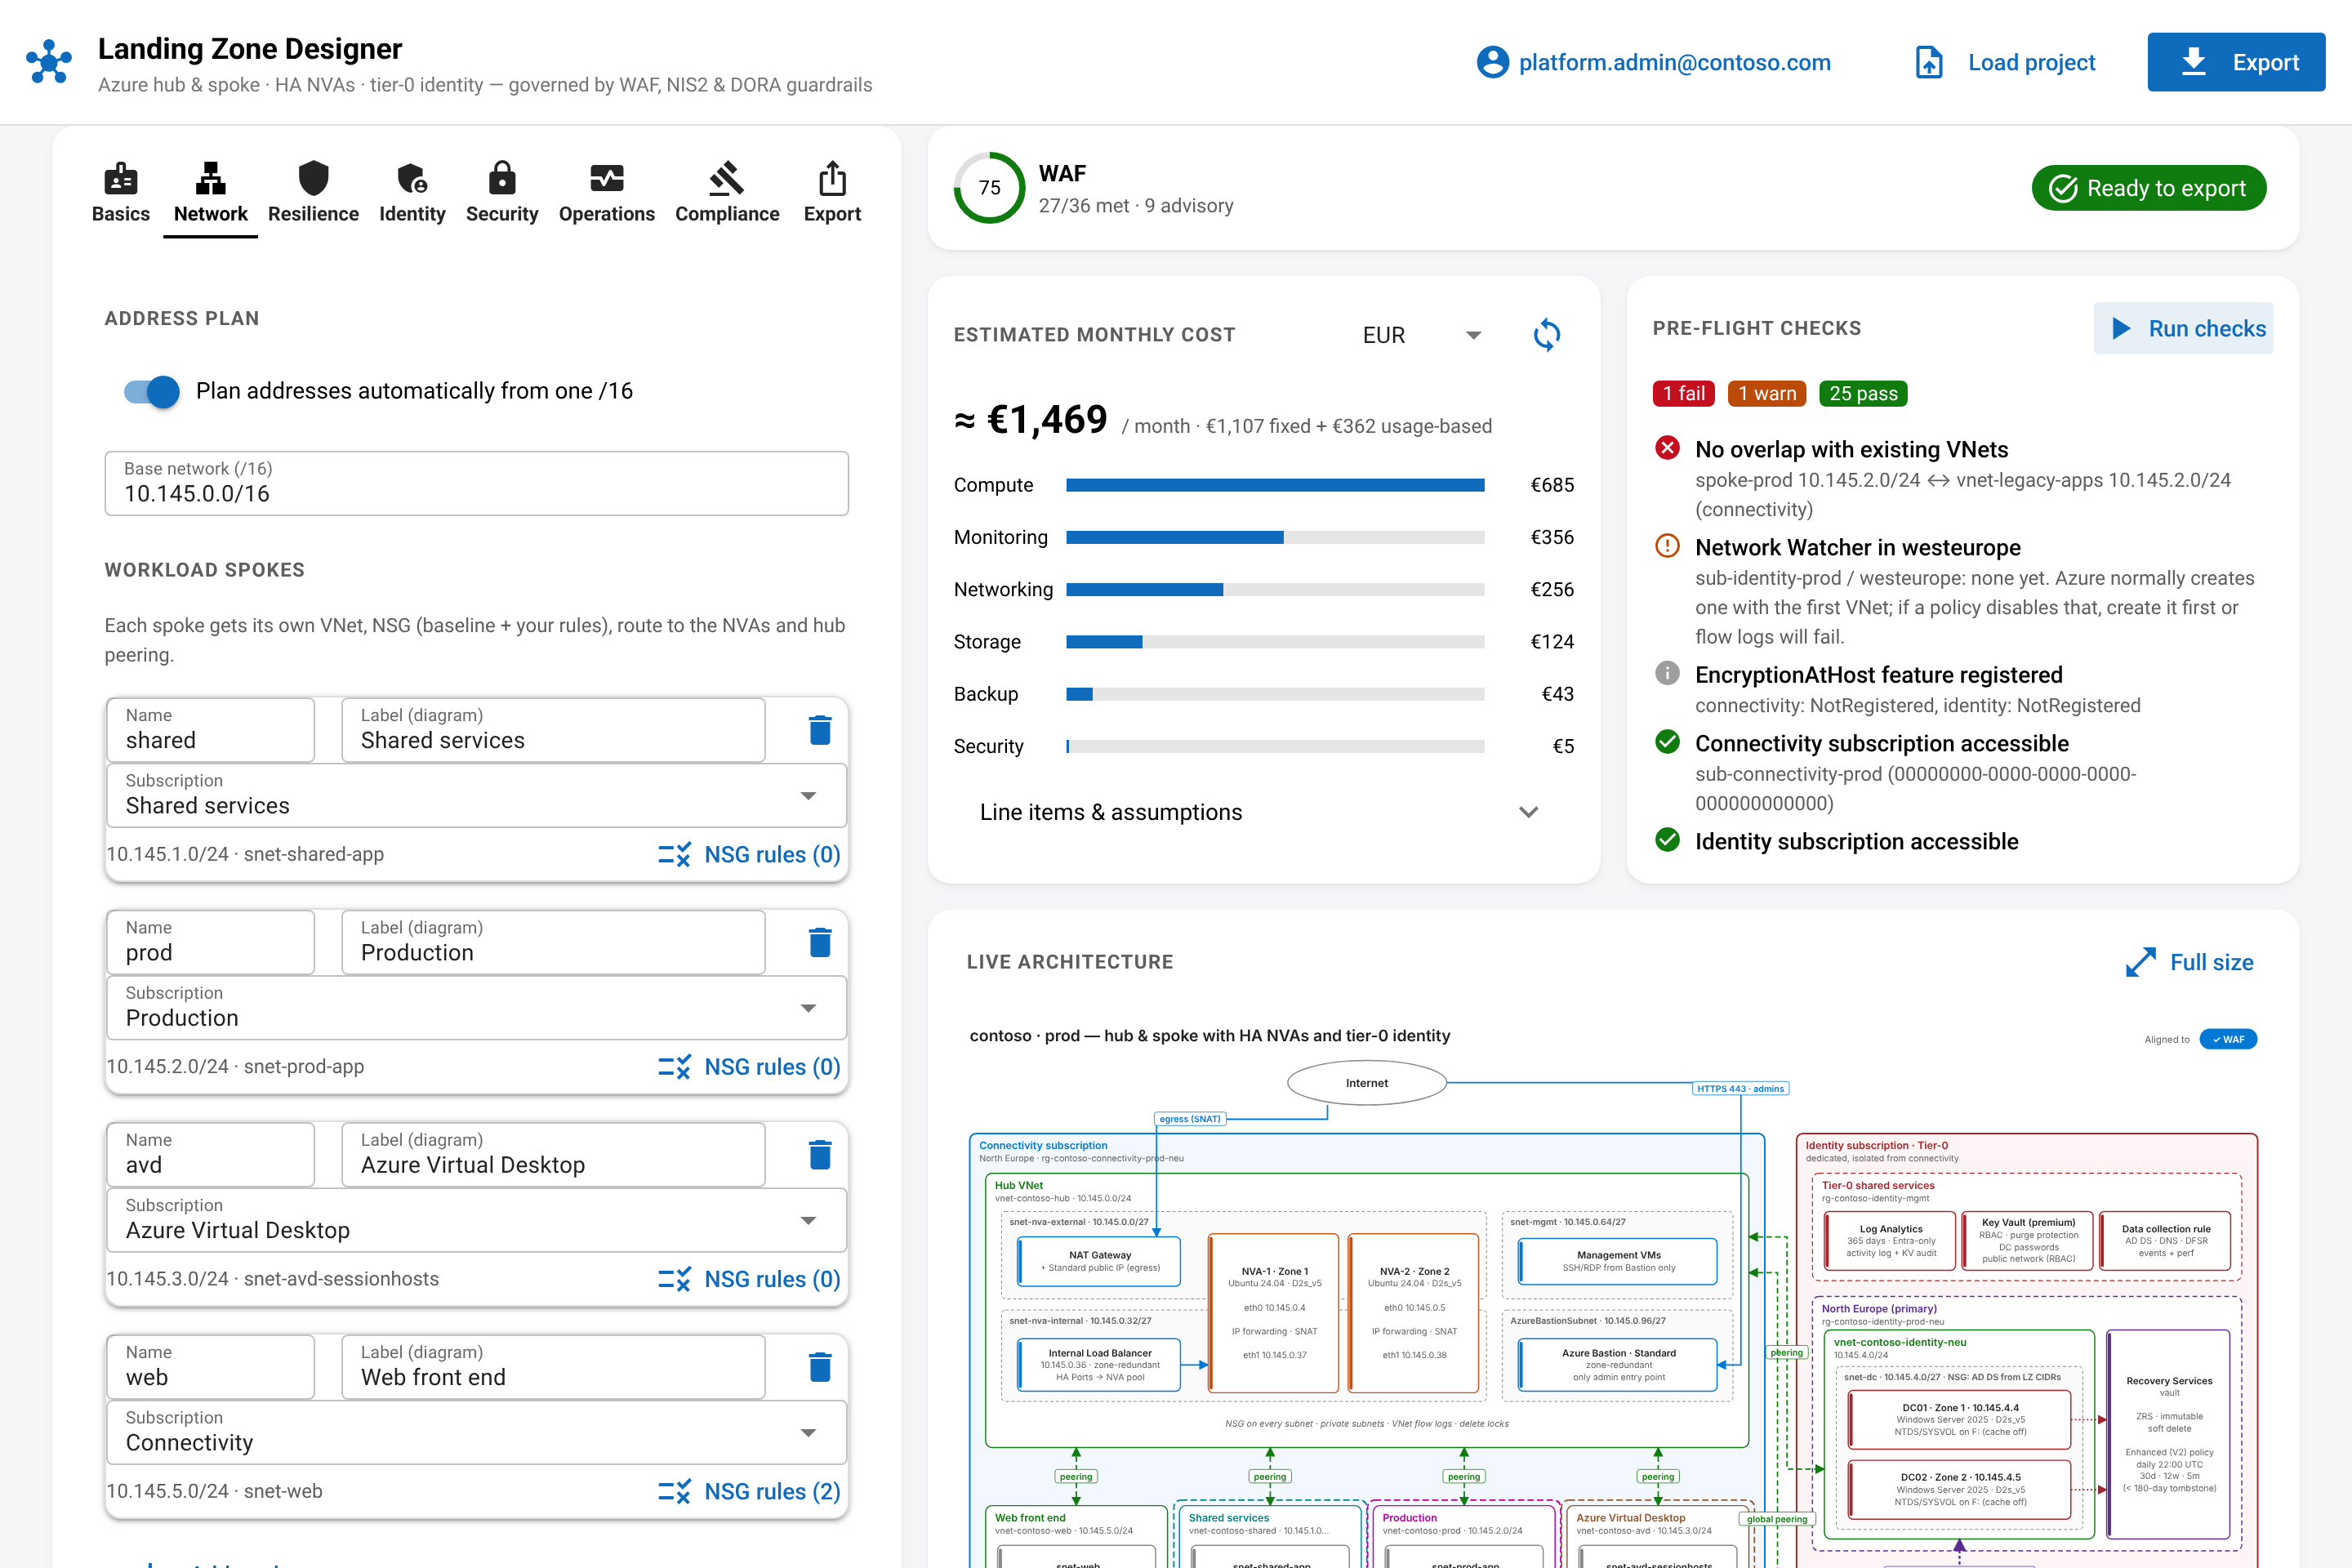 Landing Zone Designer
Azure hub & spoke · HA NVAs · tier-0 identity — governed by WAF, NIS2 & DORA guardrails
platform.admin@contoso.com
Load project
Export
Basics
Network
Resilience
Identity
Security
Operations
Compliance
Export
ADDRESS PLAN
Plan addresses automatically from one /16
Base network (/16)
10.145.0.0/16
WORKLOAD SPOKES
Each spoke gets its own VNet, NSG (baseline + your rules), route to the NVAs and hub
peering.
Name
shared
Label (diagram)
Shared services
Subscription
Shared services
10.145.1.0/24 · snet-shared-app
NSG rules (0)
Name
prod
Label (diagram)
Production
Subscription
Production
10.145.2.0/24 · snet-prod-app
NSG rules (0)
Name
avd
Label (diagram)
Azure Virtual Desktop
Subscription
Azure Virtual Desktop
10.145.3.0/24 · snet-avd-sessionhosts
NSG rules (0)
Name
web
Label (diagram)
Web front end
Subscription
Connectivity
10.145.5.0/24 · snet-web
NSG rules (2)
75
WAF
27/36 met · 9 advisory
Ready to export
ESTIMATED MONTHLY COST
EUR
≈ €1,469 / month · €1,107 fixed + €362 usage-based
Compute €685
Monitoring €356
Networking €256
Storage €124
Backup €43
Security €5
Line items & assumptions
PRE-FLIGHT CHECKS
Run checks
1 fail
1 warn
25 pass
No overlap with existing VNets
spoke-prod 10.145.2.0/24 ↔ vnet-legacy-apps 10.145.2.0/24
(connectivity)
Network Watcher in westeurope
sub-identity-prod / westeurope: none yet. Azure normally creates
one with the first VNet; if a policy disables that, create it first or
flow logs will fail.
EncryptionAtHost feature registered
connectivity: NotRegistered, identity: NotRegistered
Connectivity subscription accessible
sub-connectivity-prod (00000000-0000-0000-0000-
000000000000)
Identity subscription accessible
LIVE ARCHITECTURE
Full size
contoso · prod — hub & spoke with HA NVAs and tier-0 identity
Aligned to
✓ WAF
Internet
HTTPS 443 · admins
egress (SNAT)
Connectivity subscription
North Europe · rg-contoso-connectivity-prod-neu
Hub VNet
vnet-contoso-hub · 10.145.0.0/24
snet-nva-external · 10.145.0.0/27
NAT Gateway
+ Standard public IP (egress)
NVA-1 · Zone 1
Ubuntu 24.04 · D2s_v5
eth0 10.145.0.4
IP forwarding · SNAT
eth1 10.145.0.37
NVA-2 · Zone 2
Ubuntu 24.04 · D2s_v5
eth0 10.145.0.5
IP forwarding · SNAT
eth1 10.145.0.38
snet-mgmt · 10.145.0.64/27
Management VMs
SSH/RDP from Bastion only
snet-nva-internal · 10.145.0.32/27
Internal Load Balancer
10.145.0.36 · zone-redundant
HA Ports → NVA pool
AzureBastionSubnet · 10.145.0.96/27
Azure Bastion · Standard
zone-redundant
only admin entry point
NSG on every subnet · private subnets · VNet flow logs · delete locks
peering
peering
peering
peering
peering
global peering
Web front end
vnet-contoso-web · 10.145.5.0/24
snet-web
Shared services
vnet-contoso-shared · 10.145.1.0...
snet-shared-app
Production
vnet-contoso-prod · 10.145.2.0/24
snet-prod-app
Azure Virtual Desktop
vnet-contoso-avd · 10.145.3.0/24
snet-avd-sessionhosts
Identity subscription · Tier-0
dedicated, isolated from connectivity
Tier-0 shared services
rg-contoso-identity-mgmt
Log Analytics
365 days · Entra-only
activity log + KV audit
Key Vault (premium)
RBAC · purge protection
DC passwords
public network (RBAC)
Data collection rule
AD DS · DNS · DFSR
events + perf
North Europe (primary)
rg-contoso-identity-prod-neu
vnet-contoso-identity-neu
10.145.4.0/24
snet-dc · 10.145.4.0/27 · NSG: AD DS from LZ CIDRs
DC01 · Zone 1 · 10.145.4.4
Windows Server 2025 · D2s_v5
NTDS/SYSVOL on F: (cache off)
DC02 · Zone 2 · 10.145.4.5
Windows Server 2025 · D2s_v5
NTDS/SYSVOL on F: (cache off)
Recovery Services
vault
ZRS · immutable
soft delete
Enhanced (V2) policy
daily 22:00 UTC
30d · 12w · 5m
(< 180-day tombstone)